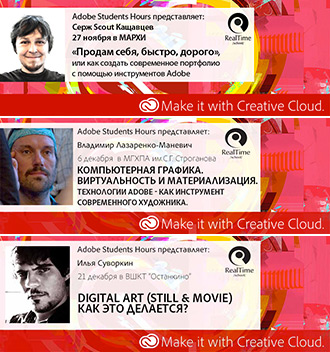 Adobe Students Hours представляет:
Серж Scout Кащавцев
27 ноября в МАРХИ
«Продам себя, быстро, дорого»,
или как создать современное портфолио
с помощью инструментов Adobe
RealTime
School
Make it with Creative Cloud.
Adobe Students Hours представляет:
Владимир Лазаренко-Маневич
6 декабря в МГХПА им.С.Г. Строганова
КОМПЬЮТЕРНАЯ ГРАФИКА.
ВИРТУАЛЬНОСТЬ И МАТЕРИАЛИЗАЦИЯ.
ТЕХНОЛОГИИ ADOBE - КАК ИНСТРУМЕНТ
СОВРЕМЕННОГО ХУДОЖНИКА.
RealTime
School
Make it with Creative Cloud.
Adobe Students Hours представляет:
Илья Суворкин
21 декабря в ВШКТ "Останкино"
DIGITAL ART (STILL & MOVIE)
КАК ЭТО ДЕЛАЕТСЯ?
RealTime
School
Make it with Creative Cloud.